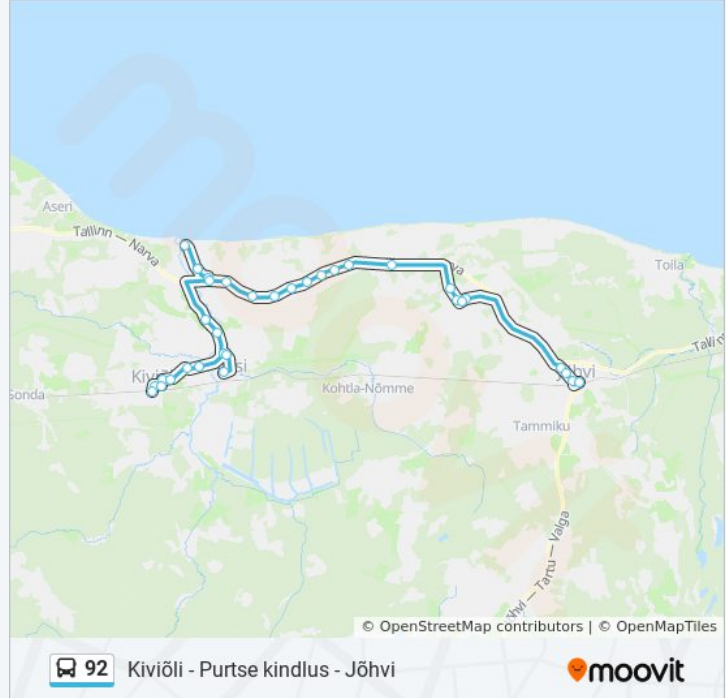 Aseri
Tallinn — Narva
Toila
Kohtla-Nõmme
Sonda
Tammiku
Jõhvi — Tartu — Valga
© OpenStreetMap contributors | © OpenMapTiles
92 Kiviõli - Purtse kindlus - Jõhvi
moovit